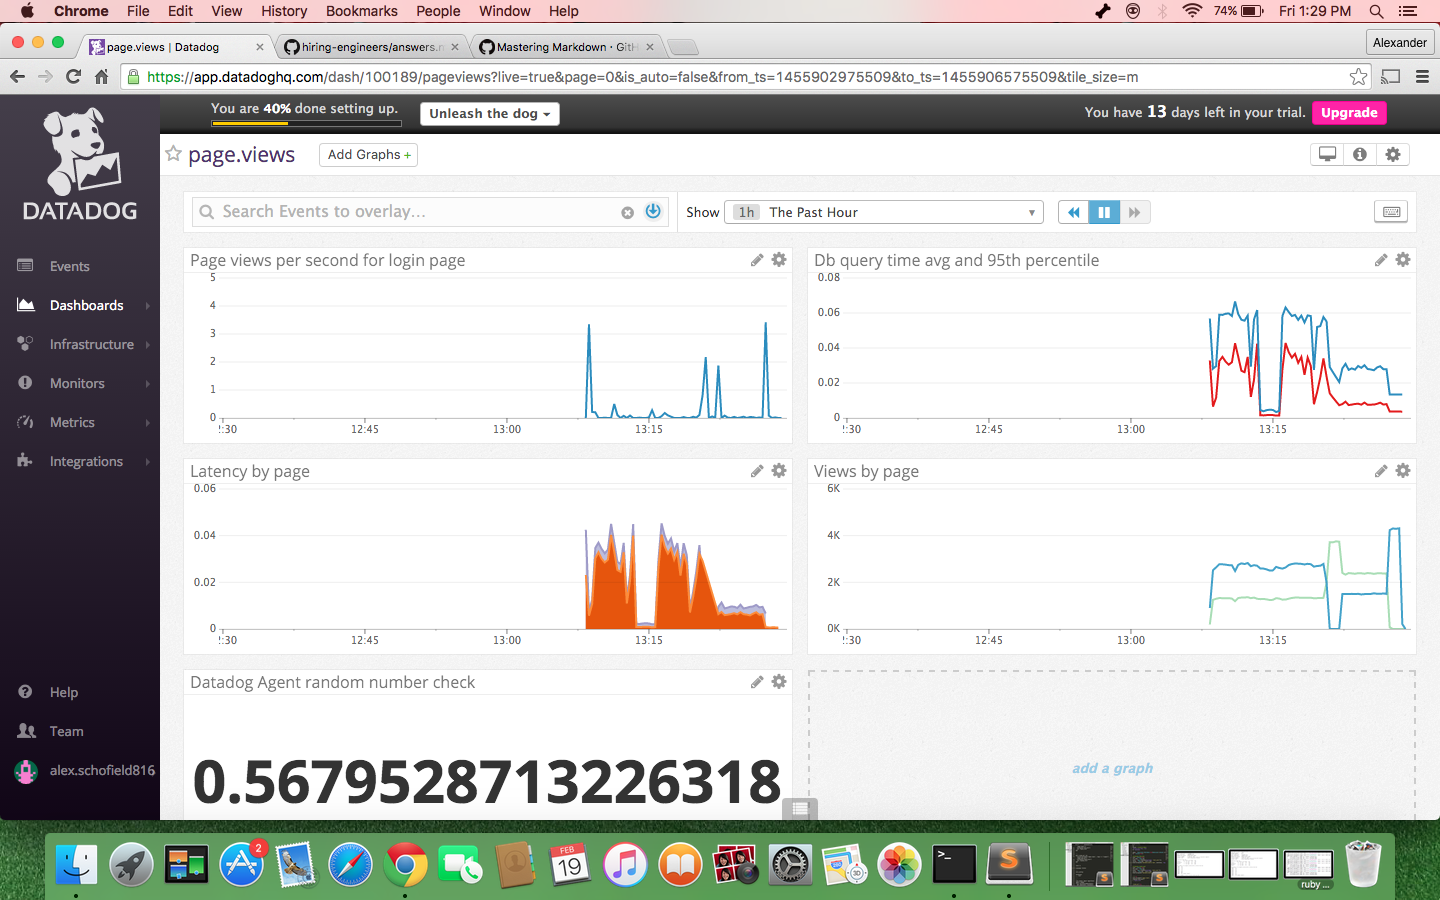 Chrome File Edit View History Bookmarks People Window Help 74% Fri 1:29 PM
page.views | Datadog hiring-engineers/answers.m Mastering Markdown · GitH Alexander
https://app.datadoghq.com/dash/100189/pageviews?live=true&page=0&is_auto=false&from_ts=1455902975509&to_ts=1455906575509&tile_size=m
You are 40% done setting up. Unleash the dog You have 13 days left in your trial. Upgrade
DATADOG
page.views Add Graphs +
Search Events to overlay... Show 1h The Past Hour
Events
Dashboards
Infrastructure
Monitors
Metrics
Integrations
Help
Team
alex.schofield816
Page views per second for login page
5
4
3
2
1
0
:30 12:45 13:00 13:15
Db query time avg and 95th percentile
0.08
0.06
0.04
0.02
0
:30 12:45 13:00 13:15
Latency by page
0.06
0.04
0.02
0
:30 12:45 13:00 13:15
Views by page
6K
4K
2K
0K
:30 12:45 13:00 13:15
Datadog Agent random number check
0.5679528713226318
add a graph
2
FEB
19
3D
>_
S
ruby ...